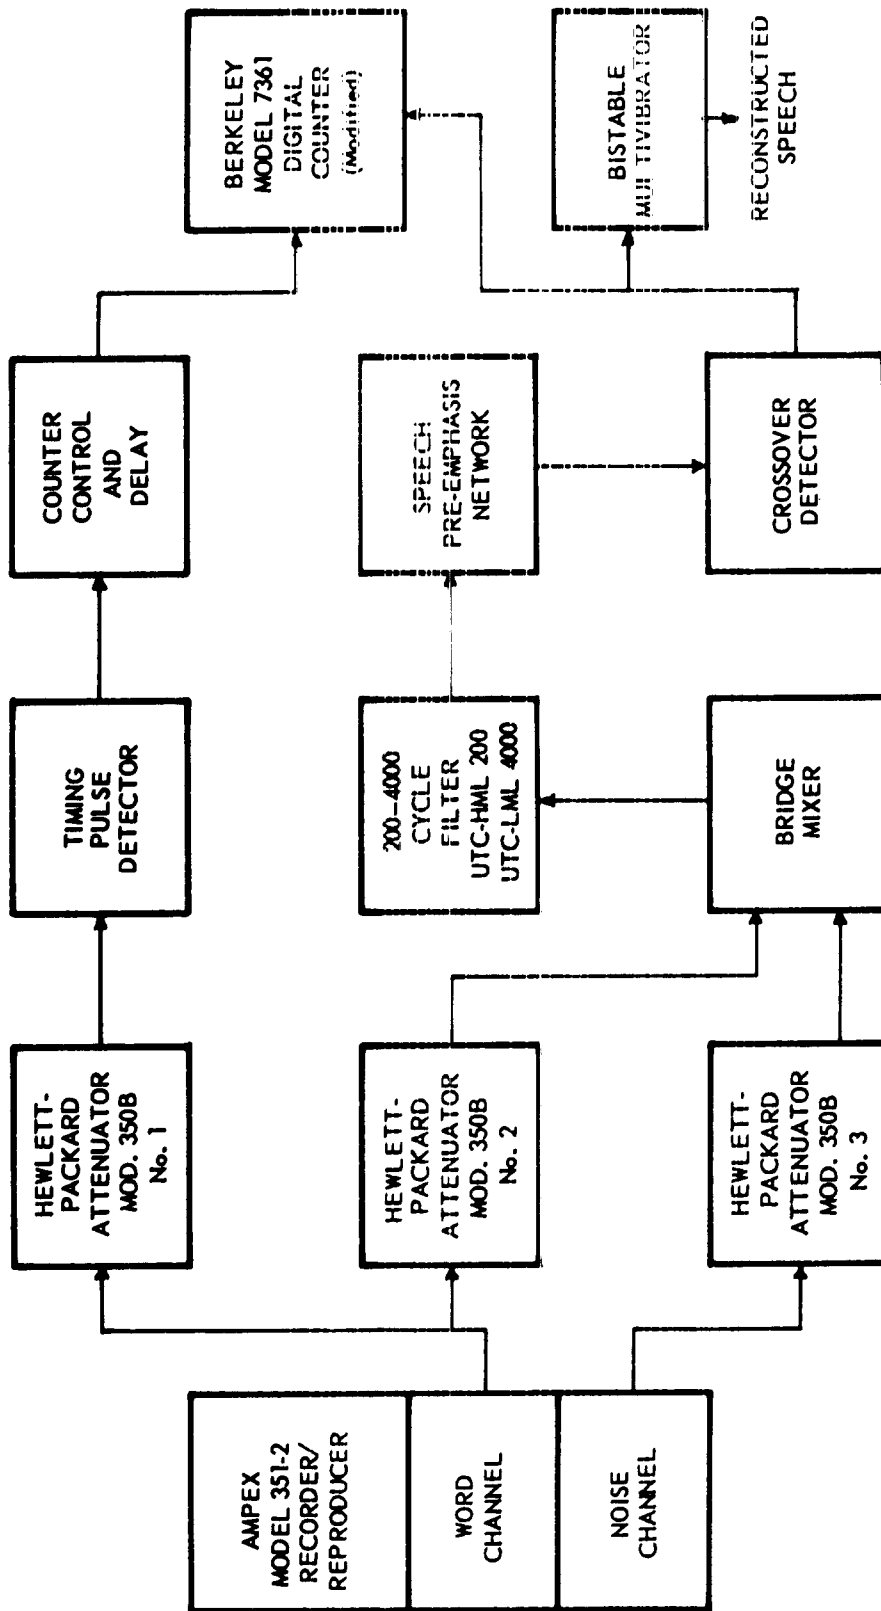 AMPEX
MODEL 351-2
RECORDER/
REPRODUCER
WORD
CHANNEL
NOISE
CHANNEL
HEWLETT-
PACKARD
ATTENUATOR
MOD. 350B
No. 1
HEWLETT-
PACKARD
ATTENUATOR
MOD. 350B
No. 2
HEWLETT-
PACKARD
ATTENUATOR
MOD. 350B
No. 3
TIMING
PULSE
DETECTOR
200-4000
CYCLE
FILTER
UTC-HML 200
UTC-LML 4000
BRIDGE
MIXER
COUNTER
CONTROL
AND
DELAY
SPEECH
PRE-EMPHASIS
NETWORK
CROSSOVER
DETECTOR
BERKELEY
MODEL 7361
DIGITAL
COUNTER
(Modified)
BISTABLE
MULTIVIBRATOR
RECONSTRUCTED
SPEECH